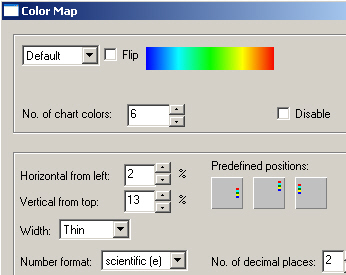 Color Map
Default Flip
No. of chart colors: 6 Disable
Horizontal from left: 2 % Predefined positions:
Vertical from top: 13 %
Width: Thin
Number format: scientific (e) No. of decimal places: 2